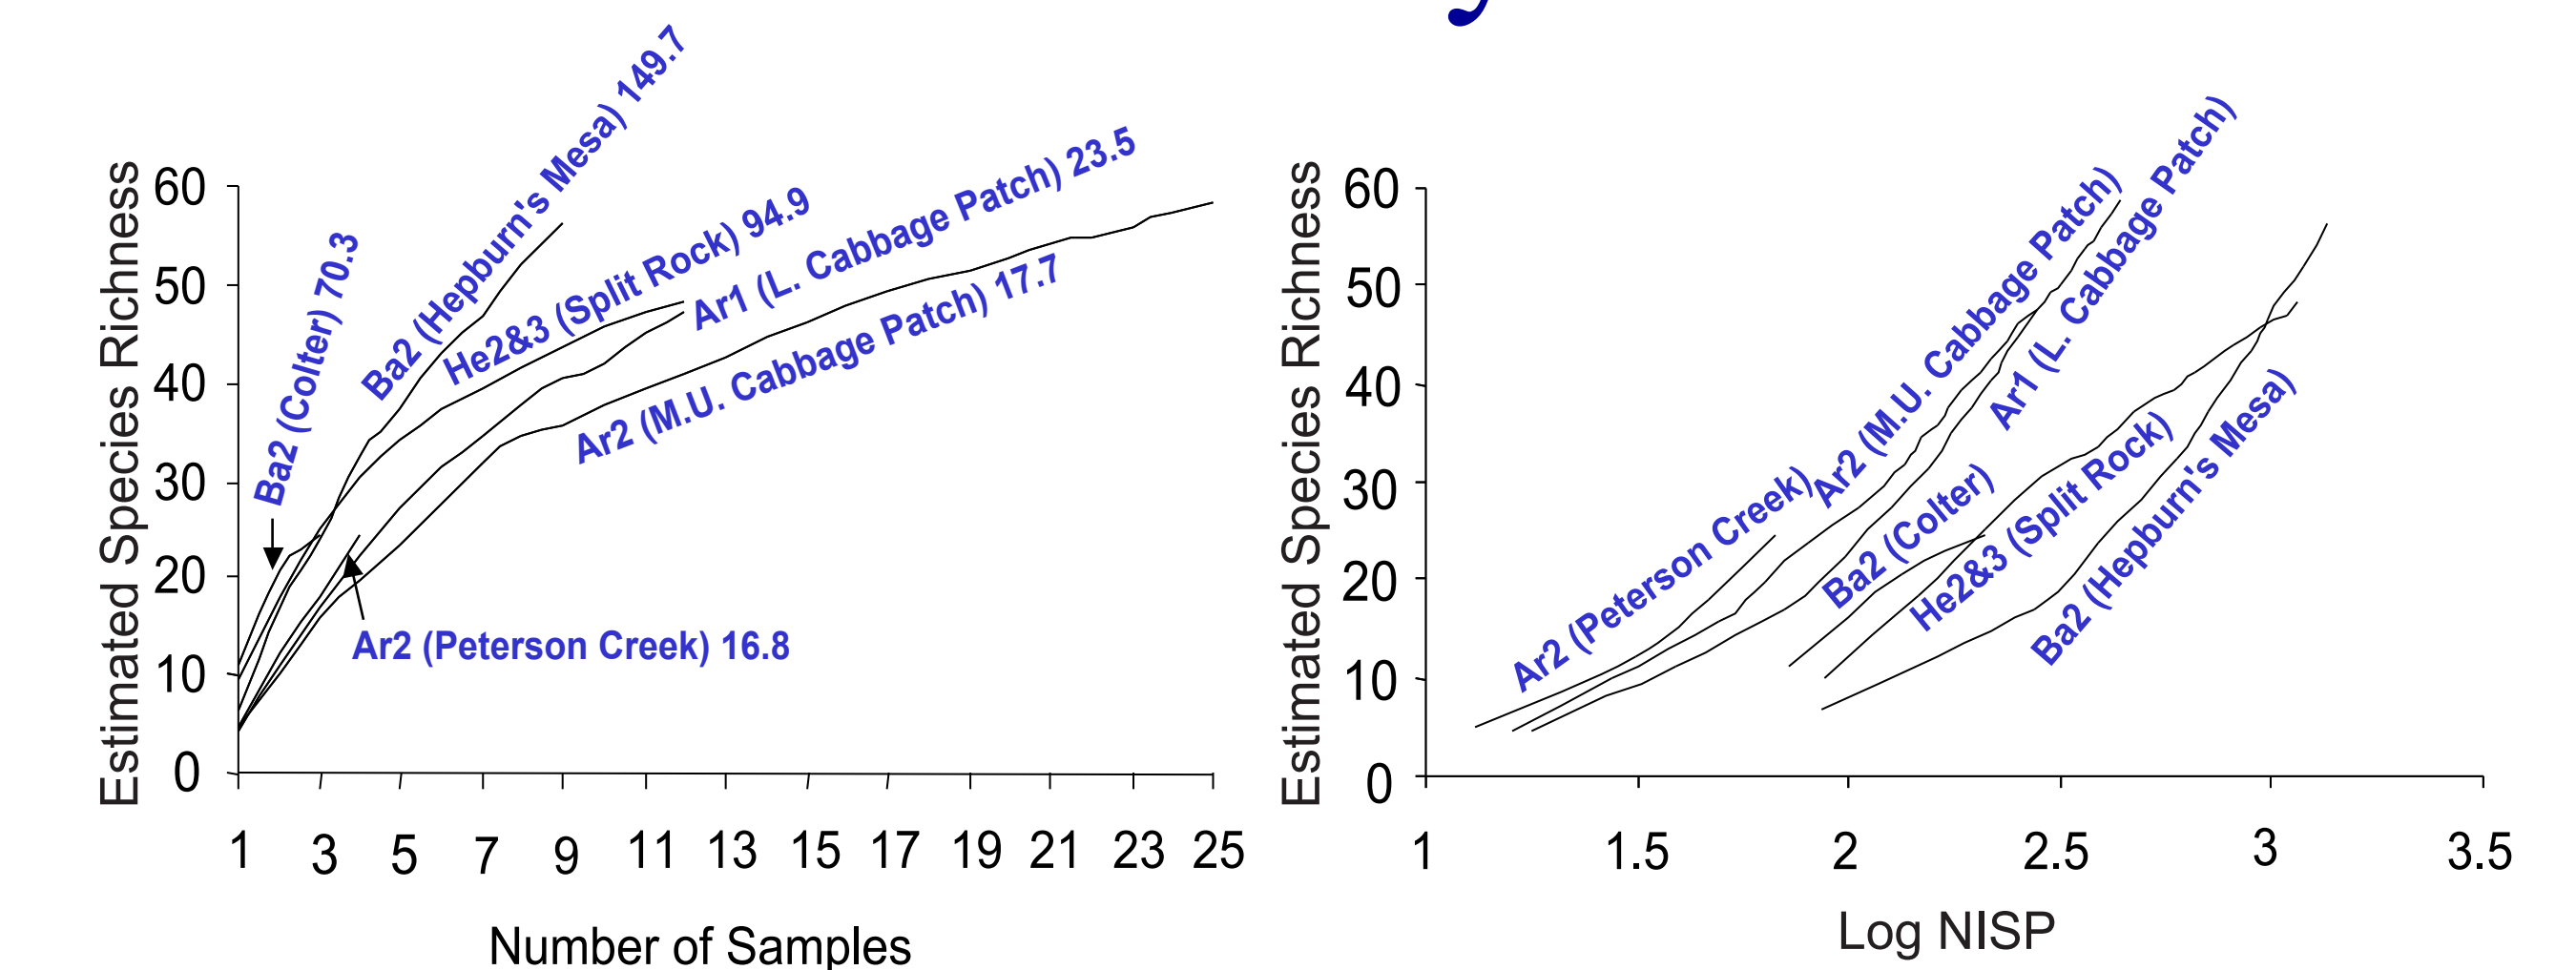 y
Estimated Species Richness
60
50
40
30
20
10
0
Ba2 (Colter) 70.3
Ba2 (Hepburn's Mesa) 149.7
He2&3 (Split Rock) 94.9
Ar1 (L. Cabbage Patch) 23.5
Ar2 (M.U. Cabbage Patch) 17.7
Ar2 (Peterson Creek) 16.8
1 3 5 7 9 11 13 15 17 19 21 23 25
Number of Samples
Estimated Species Richness
60
50
40
30
20
10
0
Ar2 (Peterson Creek)
Ar2 (M.U. Cabbage Patch)
Ar1 (L. Cabbage Patch)
Ba2 (Colter)
He2&3 (Split Rock)
Ba2 (Hepburn's Mesa)
1 1.5 2 2.5 3 3.5
Log NISP